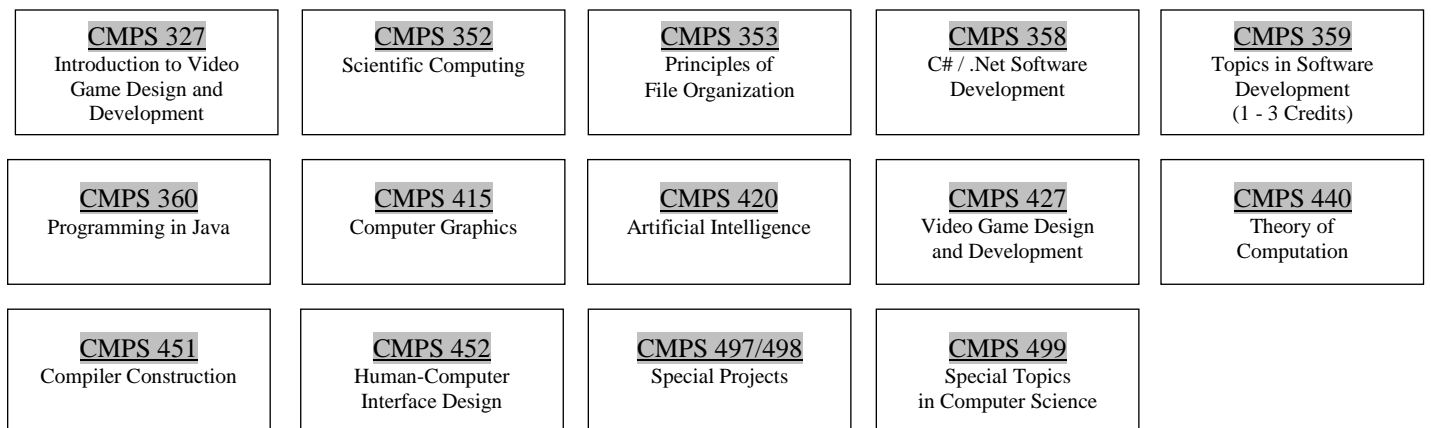 CMPS 327
Introduction to Video
Game Design and
Development
CMPS 352
Scientific Computing
CMPS 353
Principles of
File Organization
CMPS 358
C# / .Net Software
Development
CMPS 359
Topics in Software
Development
(1 - 3 Credits)
CMPS 360
Programming in Java
CMPS 415
Computer Graphics
CMPS 420
Artificial Intelligence
CMPS 427
Video Game Design
and Development
CMPS 440
Theory of
Computation
CMPS 451
Compiler Construction
CMPS 452
Human-Computer
Interface Design
CMPS 497/498
Special Projects
CMPS 499
Special Topics
in Computer Science